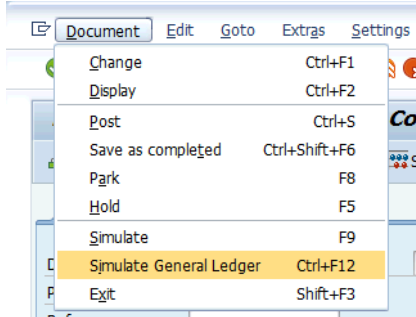 Document Edit Goto Extras Settings
Change Ctrl+F1
Display Ctrl+F2
Post Ctrl+S
Save as completed Ctrl+Shift+F6
Park F8
Hold F5
Simulate F9
Simulate General Ledger Ctrl+F12
Exit Shift+F3
Co